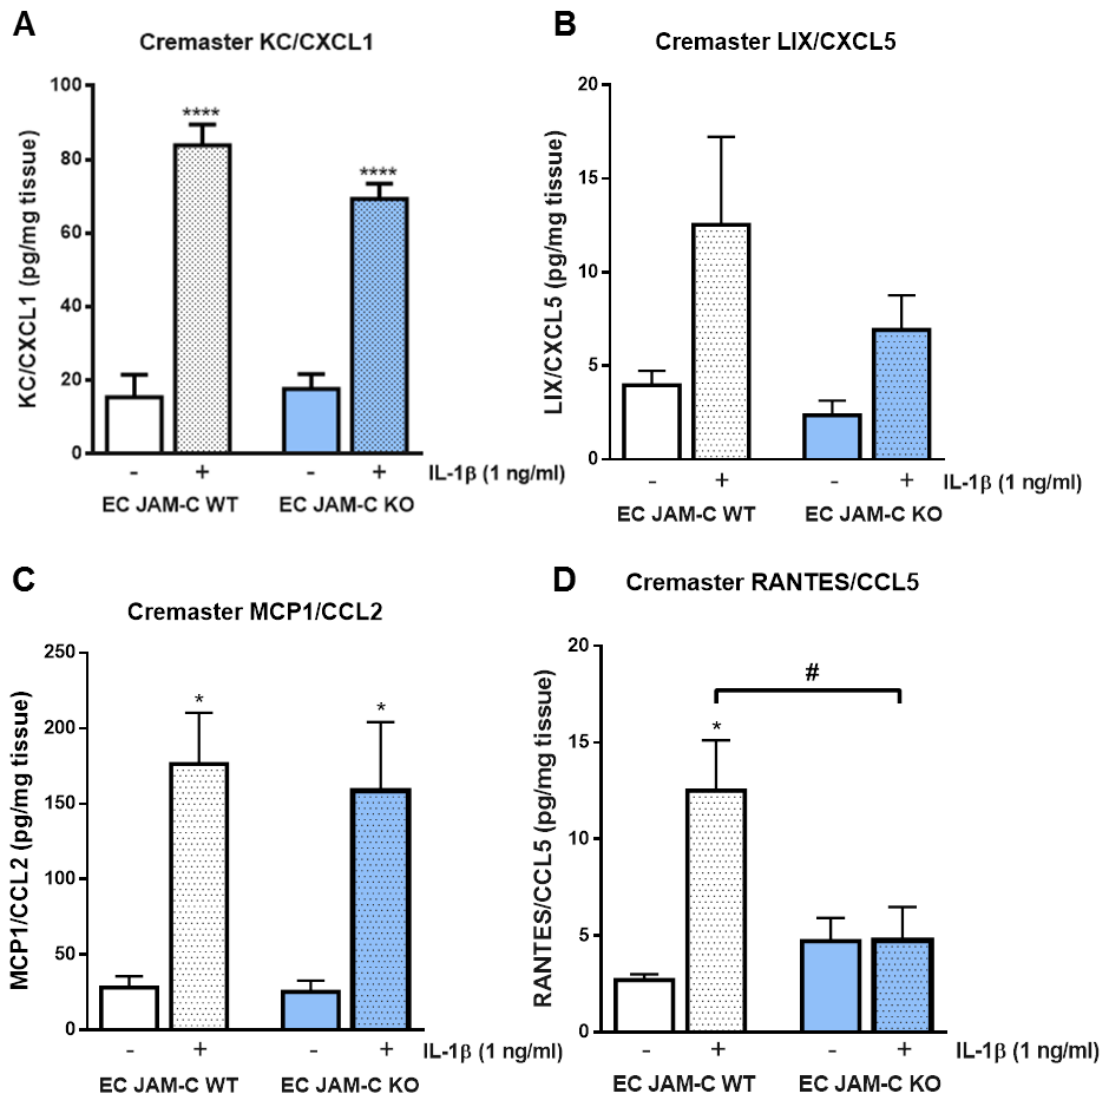 A
Cremaster KC/CXCL1
KC/CXCL1 (pg/mg tissue)
100
80
60
40
20
0
****
****
- + - + IL-1β (1 ng/ml)
EC JAM-C WT EC JAM-C KO
B
Cremaster LIX/CXCL5
LIX/CXCL5 (pg/mg tissue)
20
15
10
5
0
- + - + IL-1β (1 ng/ml)
EC JAM-C WT EC JAM-C KO
C
Cremaster MCP1/CCL2
MCP1/CCL2 (pg/mg tissue)
250
200
150
100
50
0
*
*
- + - + IL-1β (1 ng/ml)
EC JAM-C WT EC JAM-C KO
D
Cremaster RANTES/CCL5
RANTES/CCL5 (pg/mg tissue)
20
15
10
5
0
#
*
- + - + IL-1β (1 ng/ml)
EC JAM-C WT EC JAM-C KO